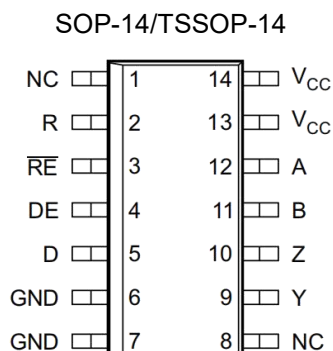 SOP-14/TSSOP-14
NC 1 14 VCC
R 2 13 VCC
RE 3 12 A
DE 4 11 B
D 5 10 Z
GND 6 9 Y
GND 7 8 NC